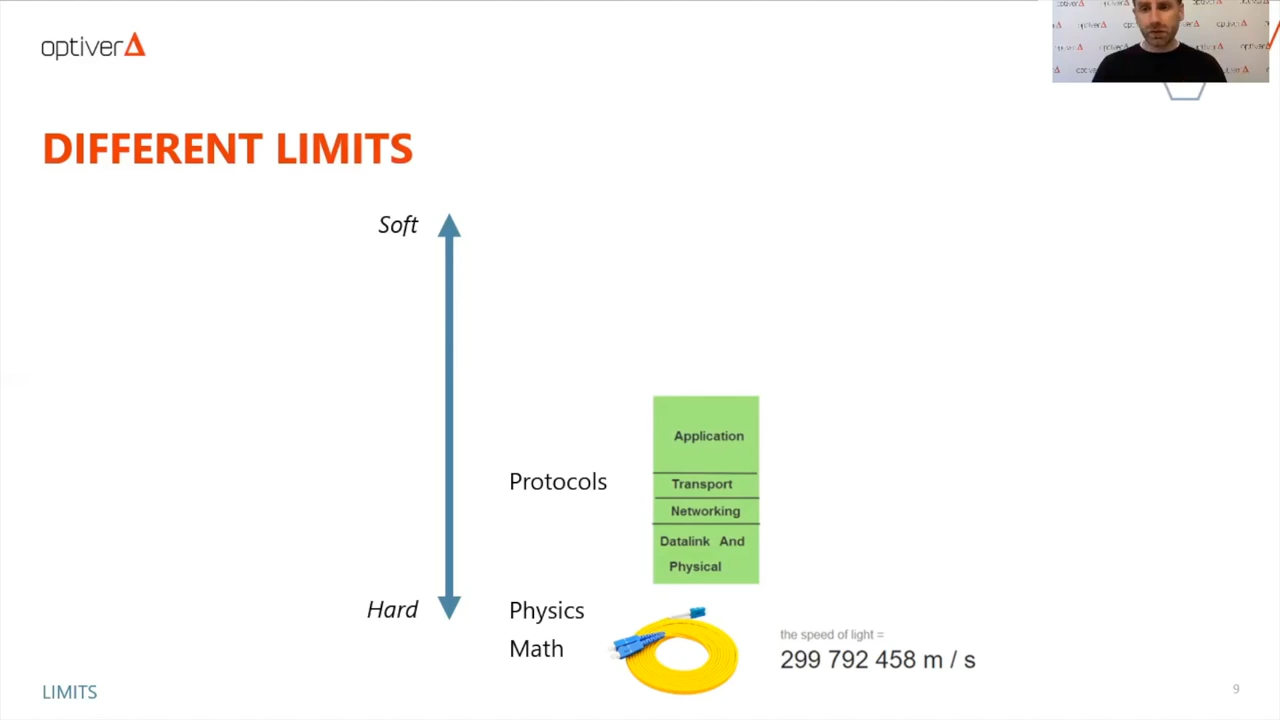 optiver
DIFFERENT LIMITS
Soft
Application
Protocols
Transport
Networking
Datalink And
Physical
Hard
Physics
Math
the speed of light =
299 792 458 m / s
LIMITS
9